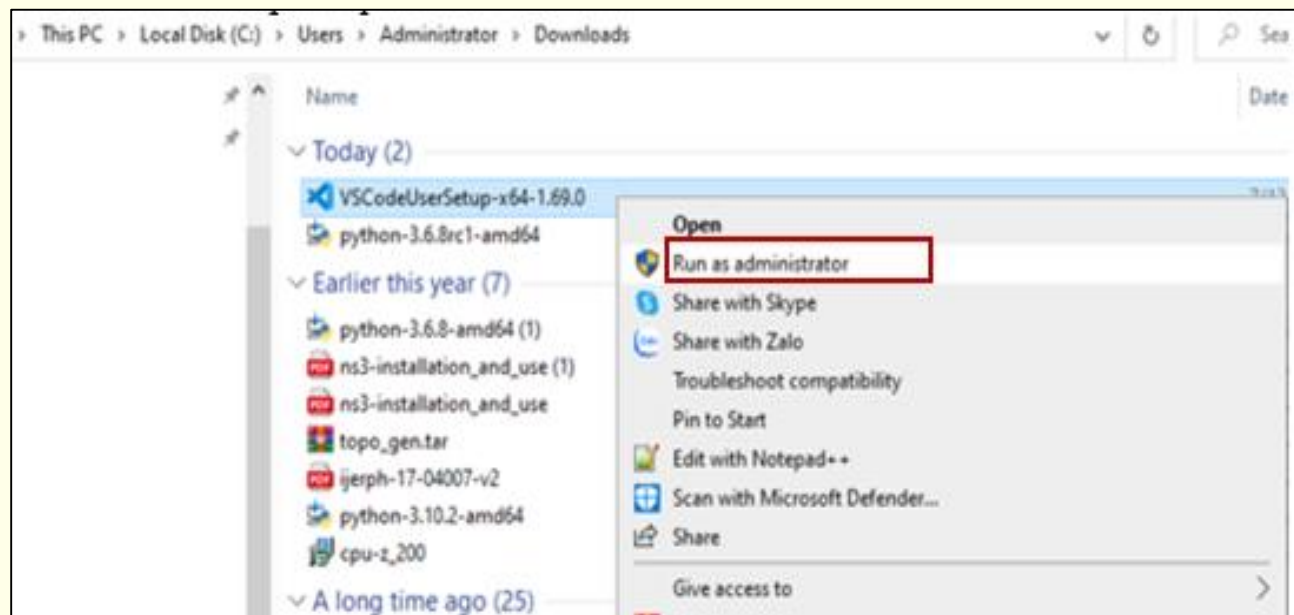 This PC > Local Disk (C:) > Users > Administrator > Downloads
Sea
Name
Date
Today (2)
VSCodeUserSetup-x64-1.69.0
python-3.6.8rc1-amd64
Earlier this year (7)
python-3.6.8-amd64 (1)
ns3-installation_and_use (1)
ns3-installation_and_use
topo_gen.tar
ijerph-17-04007-v2
python-3.10.2-amd64
cpu-z_200
A long time ago (25)
Open
Run as administrator
Share with Skype
Share with Zalo
Troubleshoot compatibility
Pin to Start
Edit with Notepad++
Scan with Microsoft Defender...
Share
Give access to